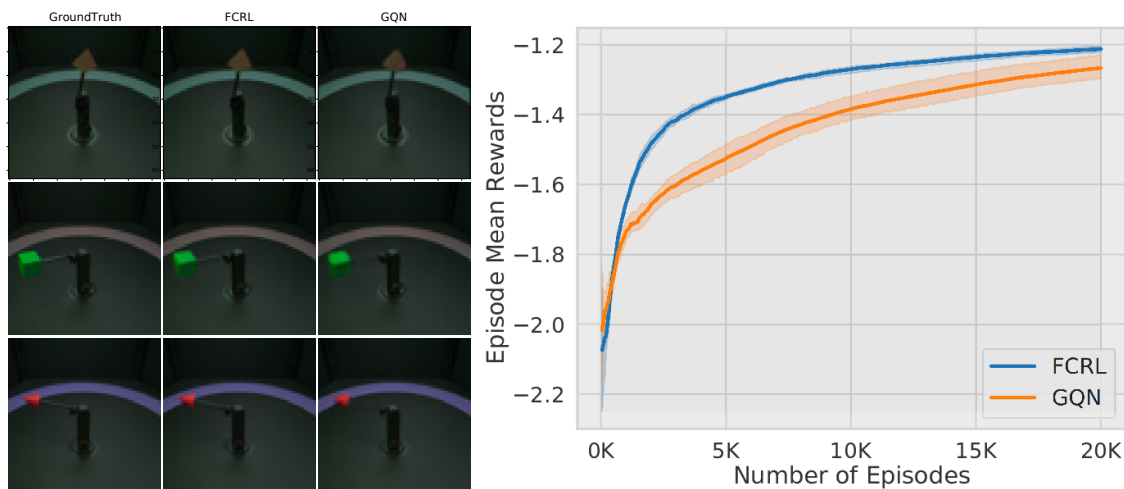 GroundTruth FCRL GQN
Episode Mean Rewards
−1.2
−1.4
−1.6
−1.8
−2.0
−2.2
FCRL
GQN
0K 5K 10K 15K 20K
Number of Episodes